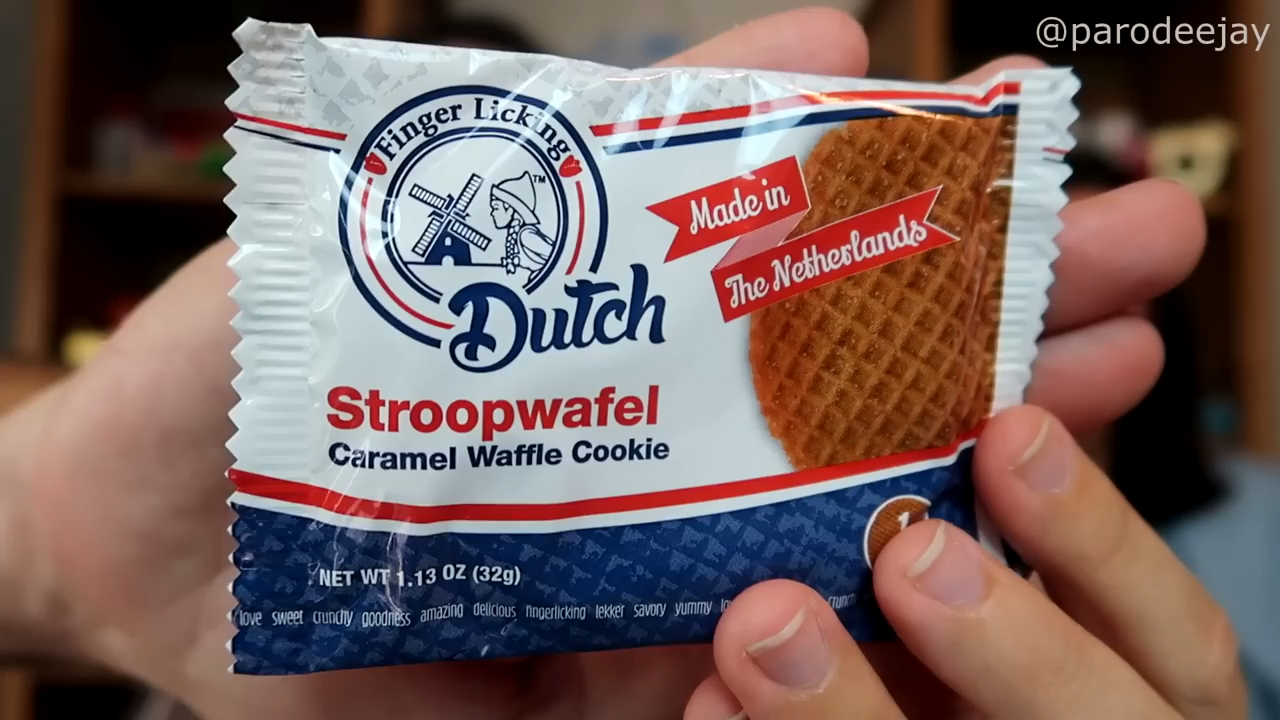 @parodeejay
Finger Licking
TM
Dutch
Made in
The Netherlands
Stroopwafel
Caramel Waffle Cookie
1
NET WT 1.13 OZ (32g)
love sweet crunchy goodness amazing delicious fingerlicking lekker savory yummy